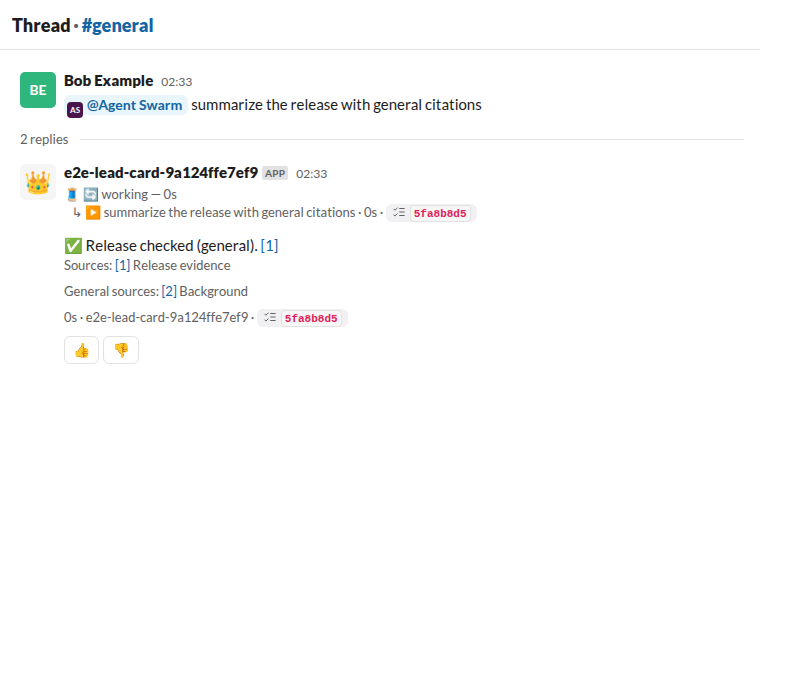 Thread · #general
BE
Bob Example 02:33
AS @Agent Swarm summarize the release with general citations
2 replies
e2e-lead-card-9a124ffe7ef9 APP 02:33
🧵 🔄 working — 0s
↳ ▶️ summarize the release with general citations · 0s · 5fa8b8d5
✅ Release checked (general). [1]
Sources: [1] Release evidence
General sources: [2] Background
0s · e2e-lead-card-9a124ffe7ef9 · 5fa8b8d5
👍 👎